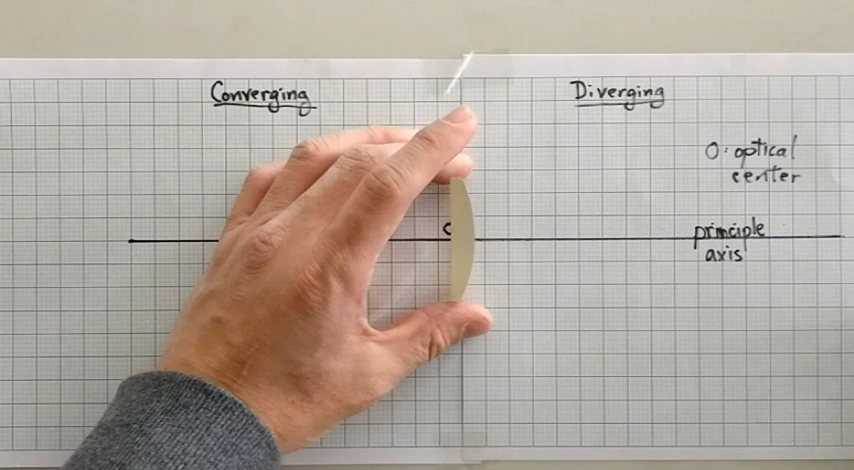 Converging
Diverging
O: optical
center
principle
axis